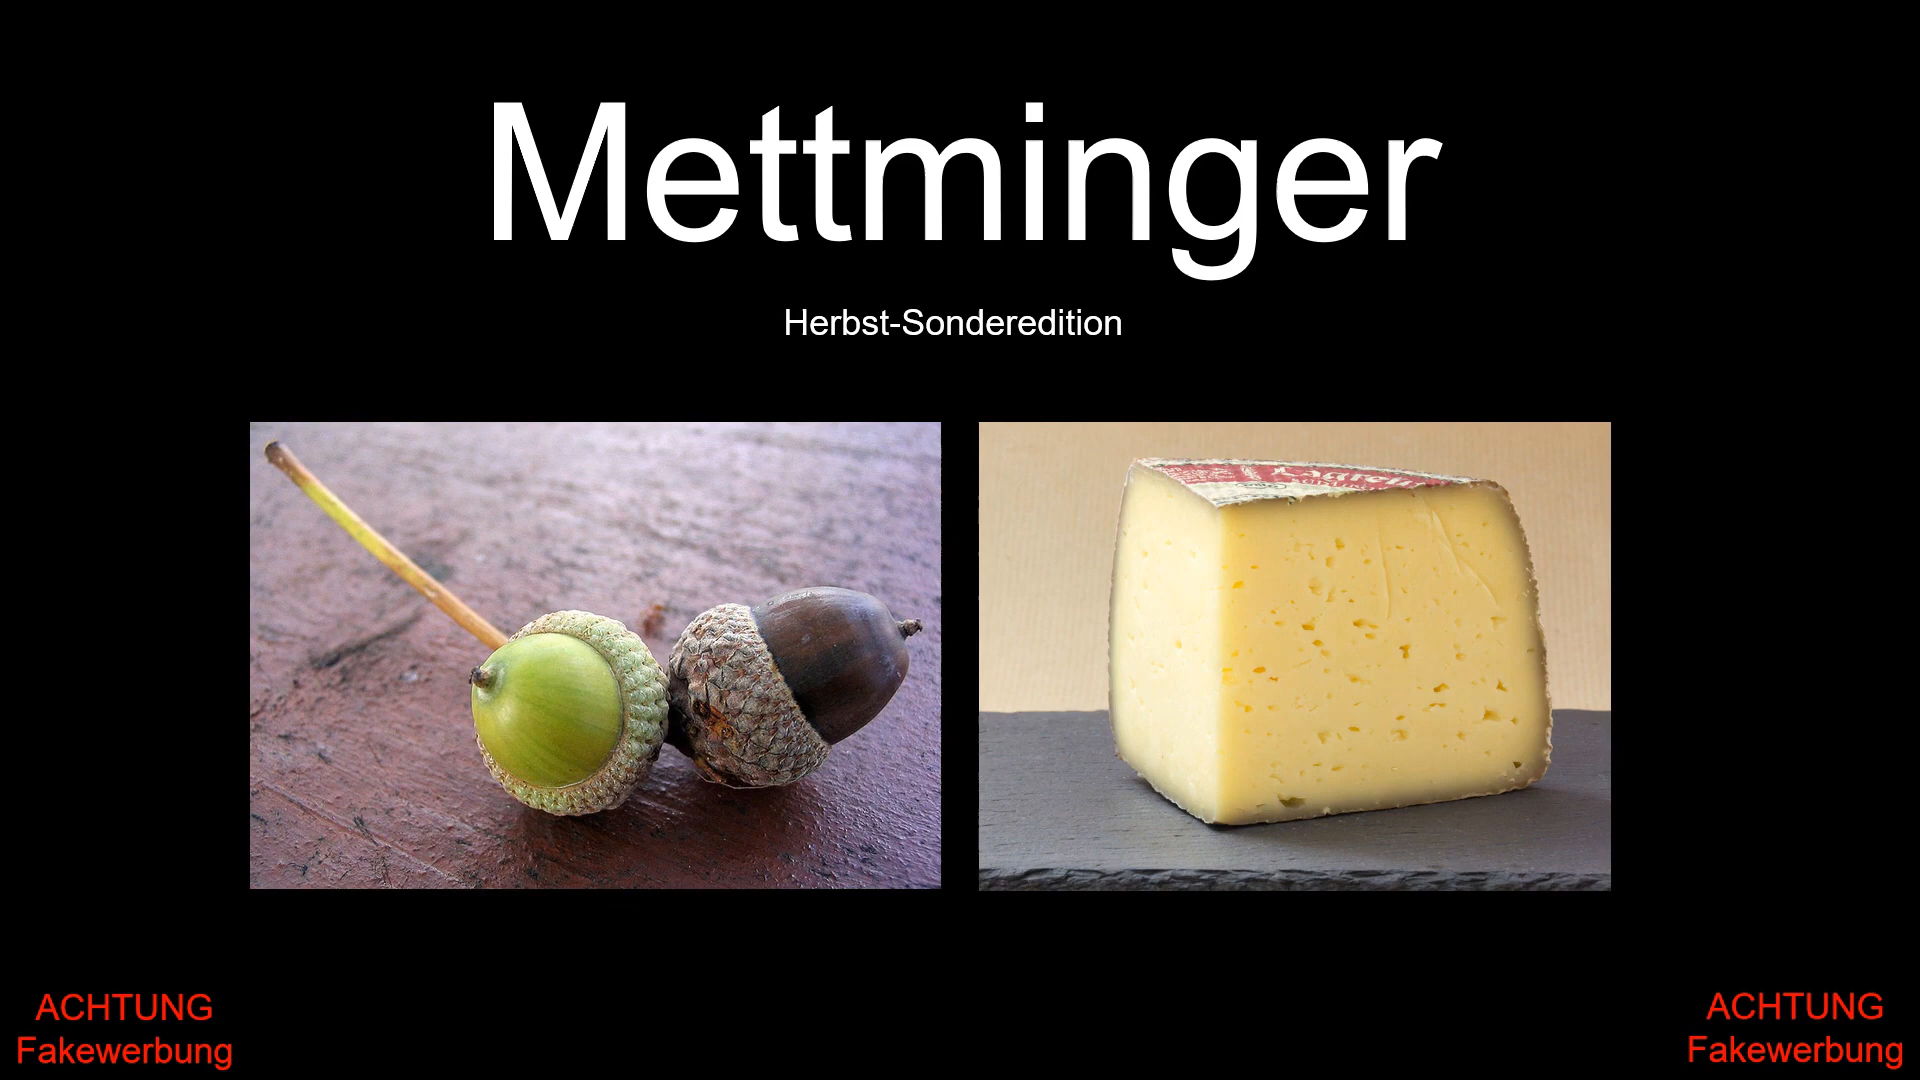 Mettminger
Herbst-Sonderedition
ACHTUNG
Fakewerbung
ACHTUNG
Fakewerbung